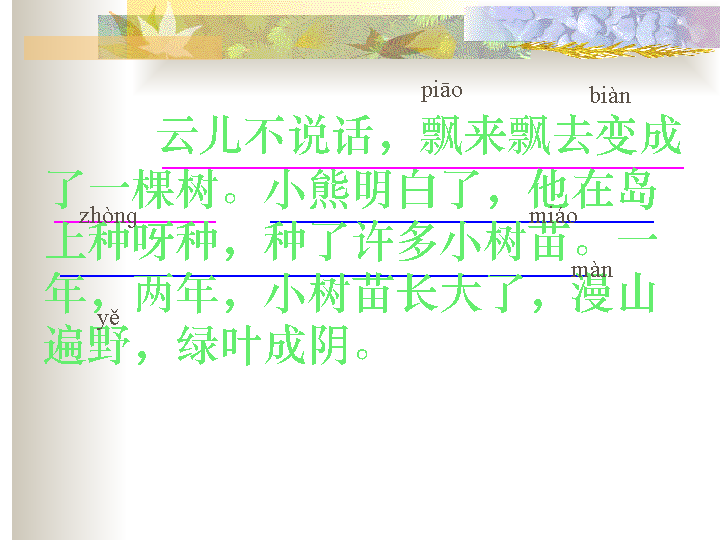 piāo biàn
云儿不说话，飘来飘去变成
了一棵树。小熊明白了，他在岛
zhòng miáo
上种呀种，种了许多小树苗。一
màn
年，两年，小树苗长大了，漫山
yě
遍野，绿叶成阴。